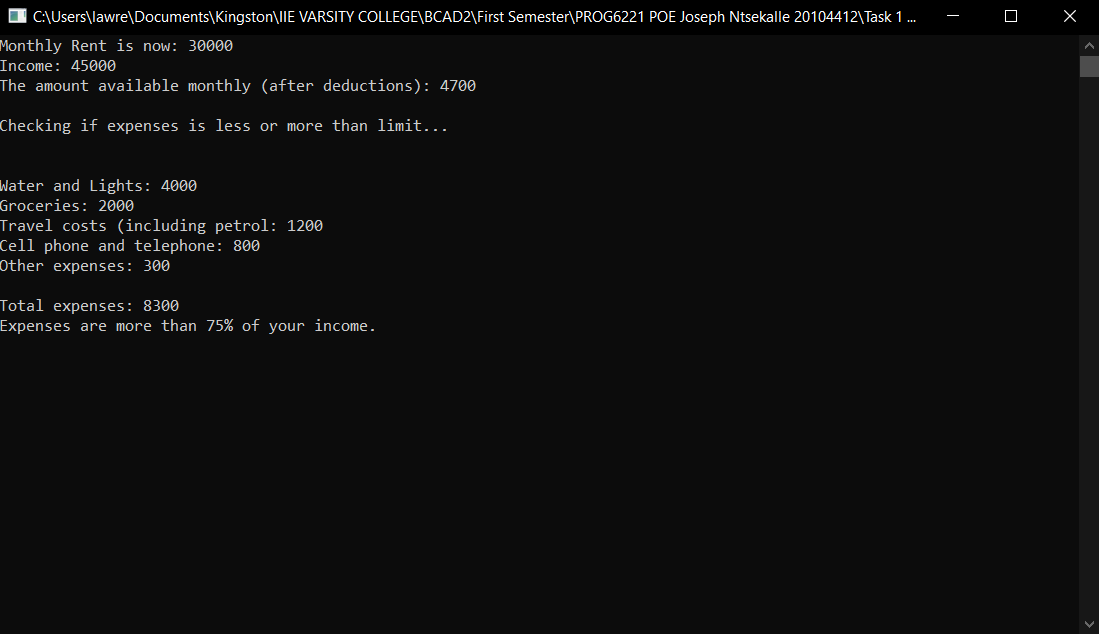 C:\Users\lawre\Documents\Kingston\IIE VARSITY COLLEGE\BCAD2\First Semester\PROG6221 POE Joseph Ntsekalle 20104412\Task 1 ...
Monthly Rent is now: 30000
Income: 45000
The amount available monthly (after deductions): 4700
Checking if expenses is less or more than limit...
Water and Lights: 4000
Groceries: 2000
Travel costs (including petrol: 1200
Cell phone and telephone: 800
Other expenses: 300
Total expenses: 8300
Expenses are more than 75% of your income.